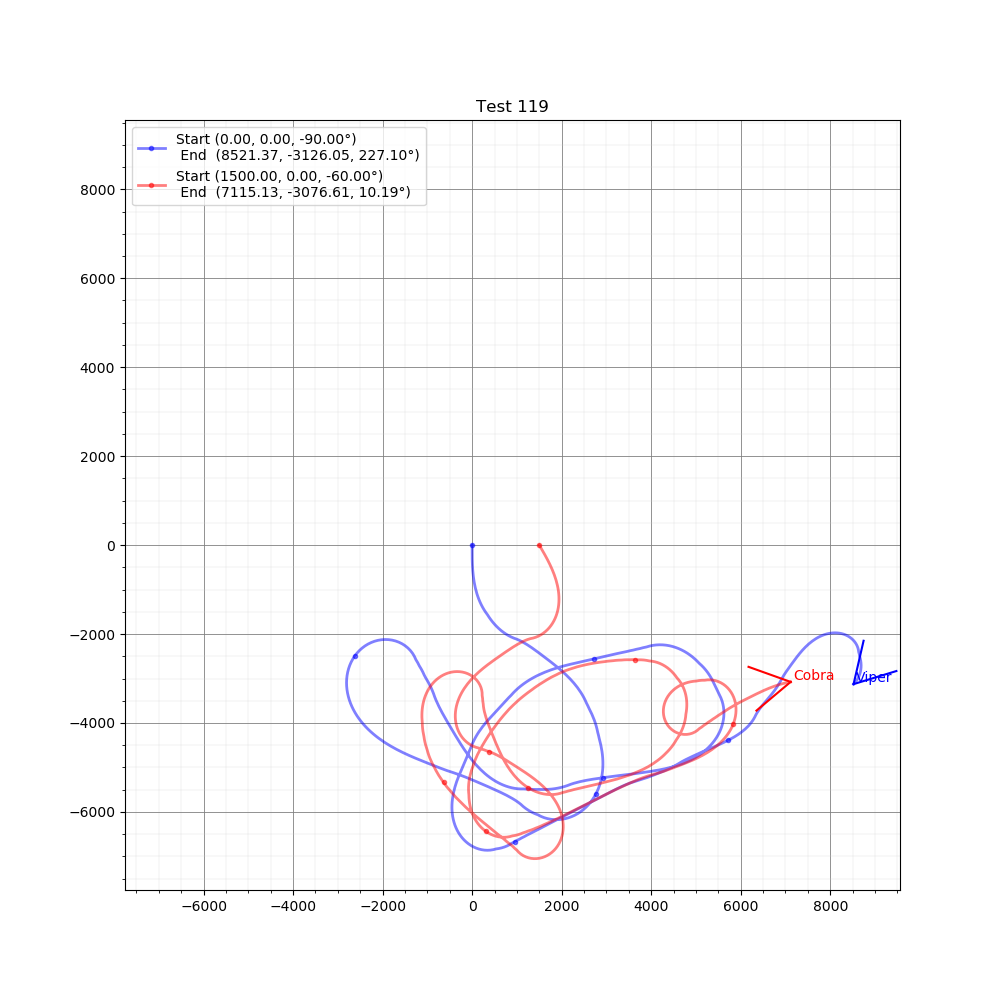 Test 119
Start (0.00, 0.00, -90.00°)
End  (8521.37, -3126.05, 227.10°)
Start (1500.00, 0.00, -60.00°)
End  (7115.13, -3076.61, 10.19°)
8000
6000
4000
2000
0
−2000
−4000
−6000
Cobra
Viper
−6000 −4000 −2000 0 2000 4000 6000 8000